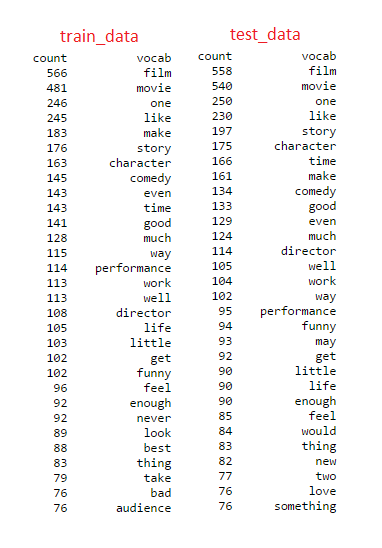 train_data test_data
count vocab count vocab
566 film 558 film
481 movie 540 movie
246 one 250 one
245 like 230 like
183 make 197 story
176 story 175 character
163 character 166 time
145 comedy 161 make
143 even 134 comedy
143 time 133 good
141 good 129 even
128 much 124 much
115 way 114 director
114 performance 105 well
113 work 104 work
113 well 102 way
108 director 95 performance
105 life 94 funny
103 little 93 may
102 get 92 get
102 funny 90 little
96 feel 90 life
92 enough 90 enough
92 never 85 feel
89 look 84 would
88 best 83 thing
83 thing 82 new
79 take 77 two
76 bad 76 love
76 audience 76 something